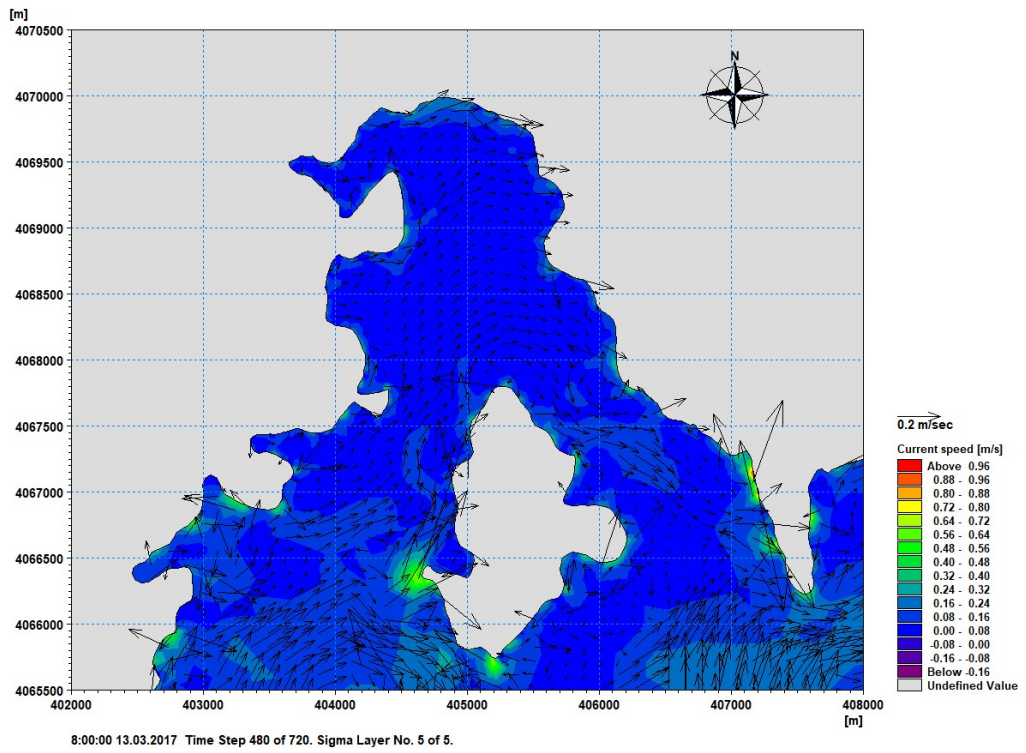 [m]
4070500
N
4070000
4069500
4069000
4068500
4068000
4067500
4067000
4066500
4066000
4065500
402000 403000 404000 405000 406000 407000 408000
[m]
0.2 m/sec
Current speed [m/s]
Above 0.96
0.88 - 0.96
0.80 - 0.88
0.72 - 0.80
0.64 - 0.72
0.56 - 0.64
0.48 - 0.56
0.40 - 0.48
0.32 - 0.40
0.24 - 0.32
0.16 - 0.24
0.08 - 0.16
0.00 - 0.08
-0.08 - 0.00
-0.16 - -0.08
Below -0.16
Undefined Value
8:00:00 13.03.2017 Time Step 480 of 720. Sigma Layer No. 5 of 5.